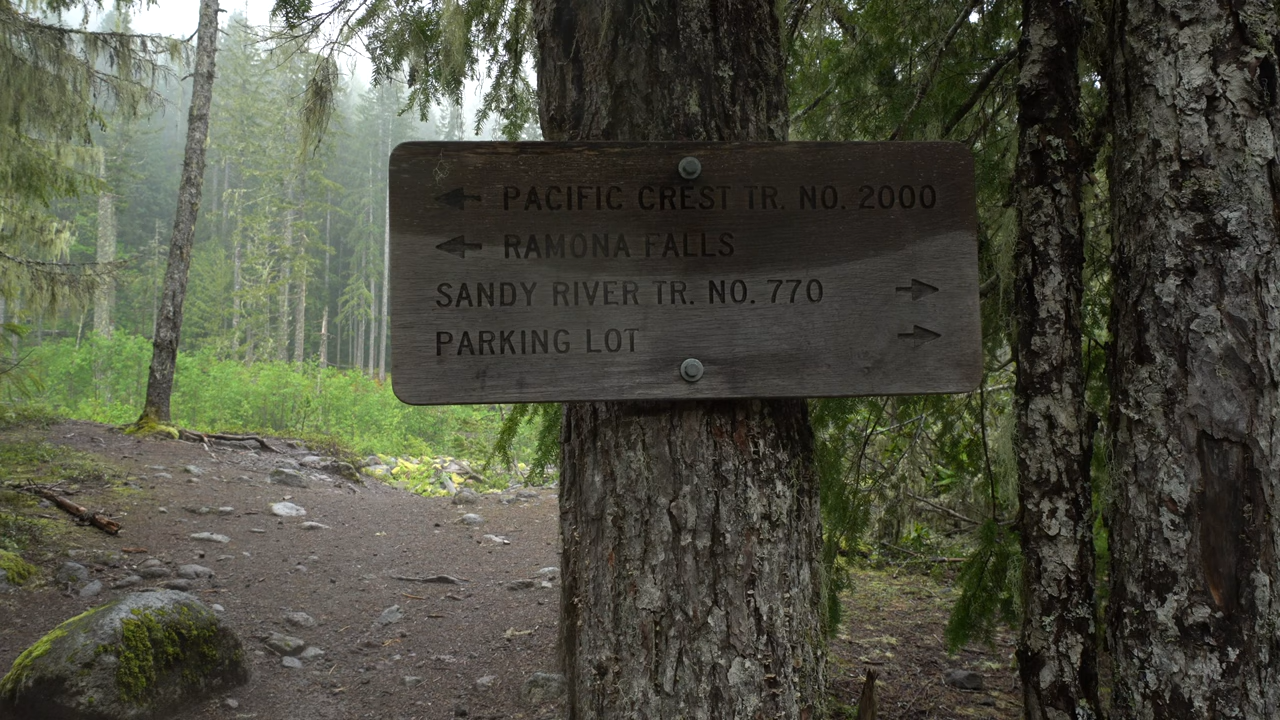 PACIFIC CREST TR. NO. 2000
RAMONA FALLS
SANDY RIVER TR. NO. 770
PARKING LOT